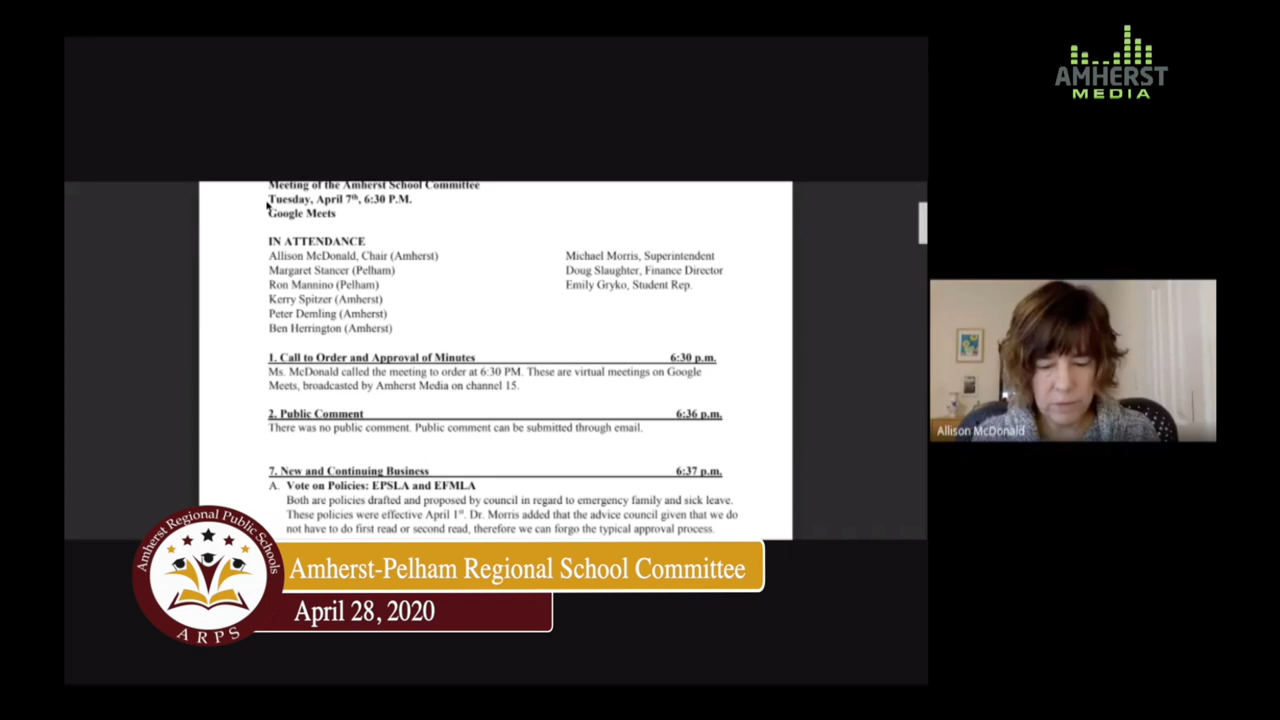 AMHERST
MEDIA
Meeting of the Amherst School Committee
Tuesday, April 7th, 6:30 P.M.
Google Meets
IN ATTENDANCE
Allison McDonald, Chair (Amherst)
Margaret Stancer (Pelham)
Ron Mannino (Pelham)
Kerry Spitzer (Amherst)
Peter Demling (Amherst)
Ben Herrington (Amherst)
Michael Morris, Superintendent
Doug Slaughter, Finance Director
Emily Gryko, Student Rep.
1. Call to Order and Approval of Minutes 6:30 p.m.
Ms. McDonald called the meeting to order at 6:30 PM. These are virtual meetings on Google
Meets, broadcasted by Amherst Media on channel 15.
2. Public Comment 6:36 p.m.
There was no public comment. Public comment can be submitted through email.
7. New and Continuing Business 6:37 p.m.
A. Vote on Policies: EPSLA and EFMLA
Both are policies drafted and proposed by council in regard to emergency family and sick leave.
These policies were effective April 1st. Dr. Morris added that the advice council given that we do
not have to do first read or second read, therefore we can forgo the typical approval process.
Allison McDonald
Amherst Regional Public Schools
ARPS
Amherst-Pelham Regional School Committee
April 28, 2020